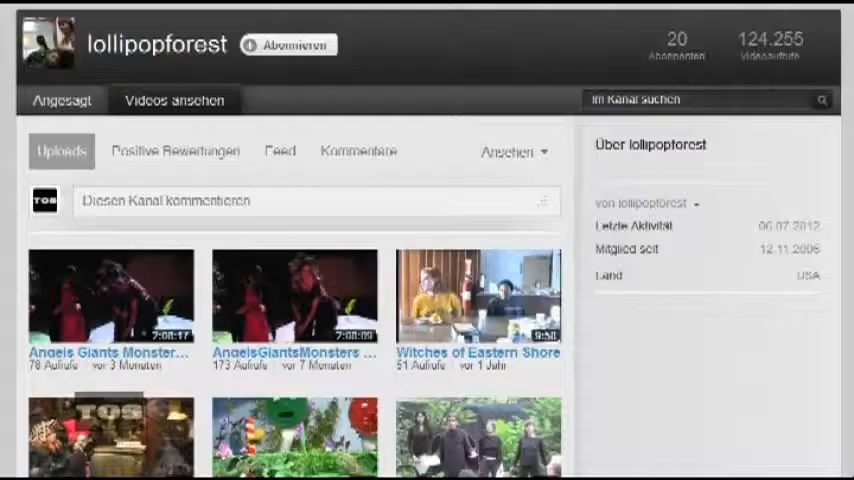 lollipopforest
Abonnieren
20
Abonnenten
124.255
Videoaufrufe
Angesagt
Videos ansehen
Im Kanal suchen
Uploads
Positive Bewertungen
Feed
Kommentare
Ansehen
TOS
Diesen Kanal kommentieren
2:08:17
2:08:09
9:58
Angels Giants Monster...
AngelsGiantsMonsters ...
Witches of Eastern Shore
78 Aufrufe vor 3 Monaten
173 Aufrufe vor 7 Monaten
51 Aufrufe vor 1 Jahr
TOS
Über lollipopforest
von lollipopforest
Letzte Aktivität
06.07.2012
Mitglied seit
12.11.2006
Land
USA